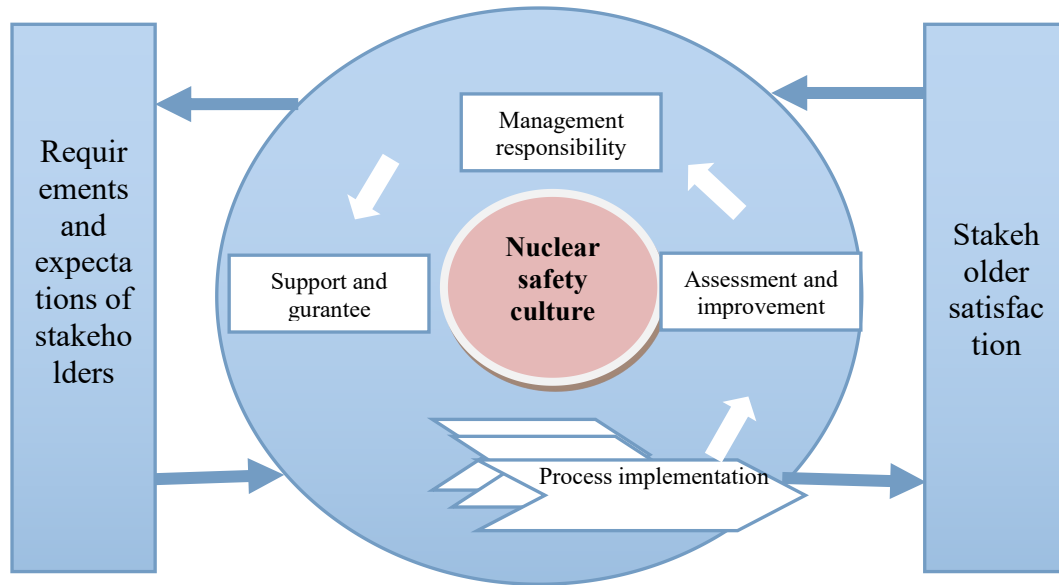 Requir
ements
and
expecta
tions of
stakeho
lders
Management
responsibility
Support and
gurantee
Nuclear
safety
culture
Assessment and
improvement
Process implementation
Stakeh
older
satisfac
tion